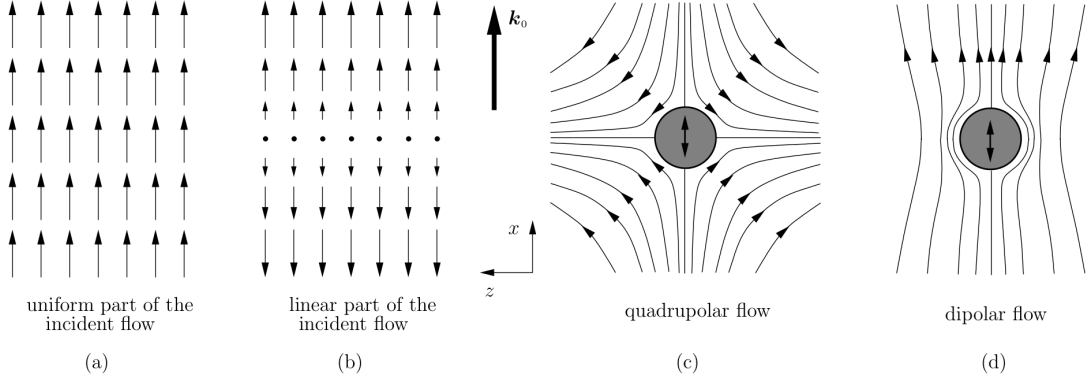 k₀
x
z
uniform part of the
incident flow
linear part of the
incident flow
quadrupolar flow
dipolar flow
(a)
(b)
(c)
(d)